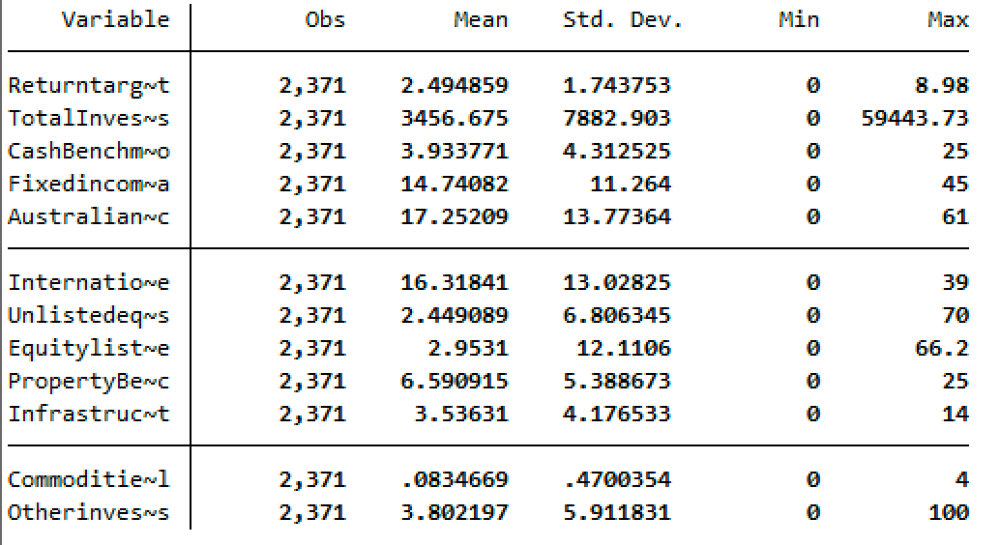 Variable Obs Mean Std. Dev. Min Max
Returntarg~t 2,371 2.494859 1.743753 0 8.98
TotalInves~s 2,371 3456.675 7882.903 0 59443.73
CashBenchm~o 2,371 3.933771 4.312525 0 25
Fixedincom~a 2,371 14.74082 11.264 0 45
Australian~c 2,371 17.25209 13.77364 0 61
Internatio~e 2,371 16.31841 13.02825 0 39
Unlistedeq~s 2,371 2.449089 6.806345 0 70
Equitylist~e 2,371 2.9531 12.1106 0 66.2
PropertyBe~c 2,371 6.590915 5.388673 0 25
Infrastruc~t 2,371 3.53631 4.176533 0 14
Commoditie~l 2,371 .0834669 .4700354 0 4
Otherinves~s 2,371 3.802197 5.911831 0 100